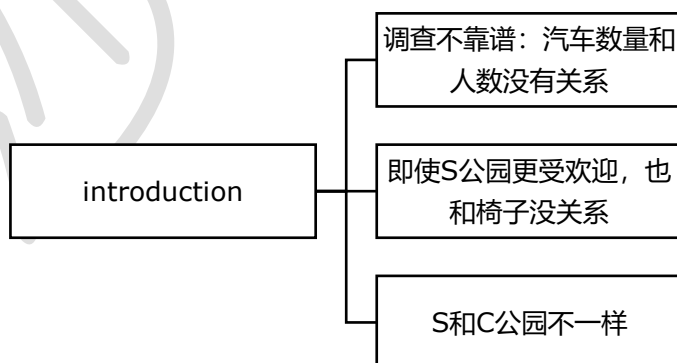 introduction
调查不靠谱：汽车数量和
人数没有关系
即使S公园更受欢迎，也
和椅子没关系
S和C公园不一样